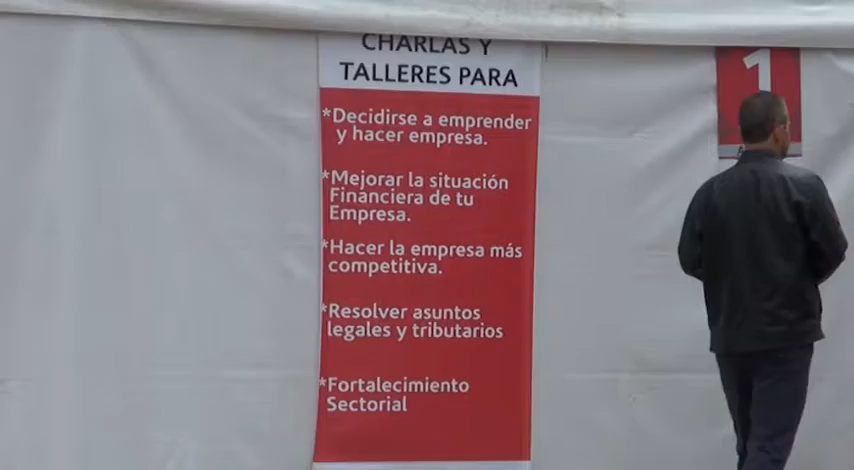 CHARLAS Y
TALLERES PARA
*Decidirse a emprender
y hacer empresa.
*Mejorar la situación
Financiera de tu
Empresa.
*Hacer la empresa más
competitiva.
*Resolver asuntos
legales y tributarios
*Fortalecimiento
Sectorial
1